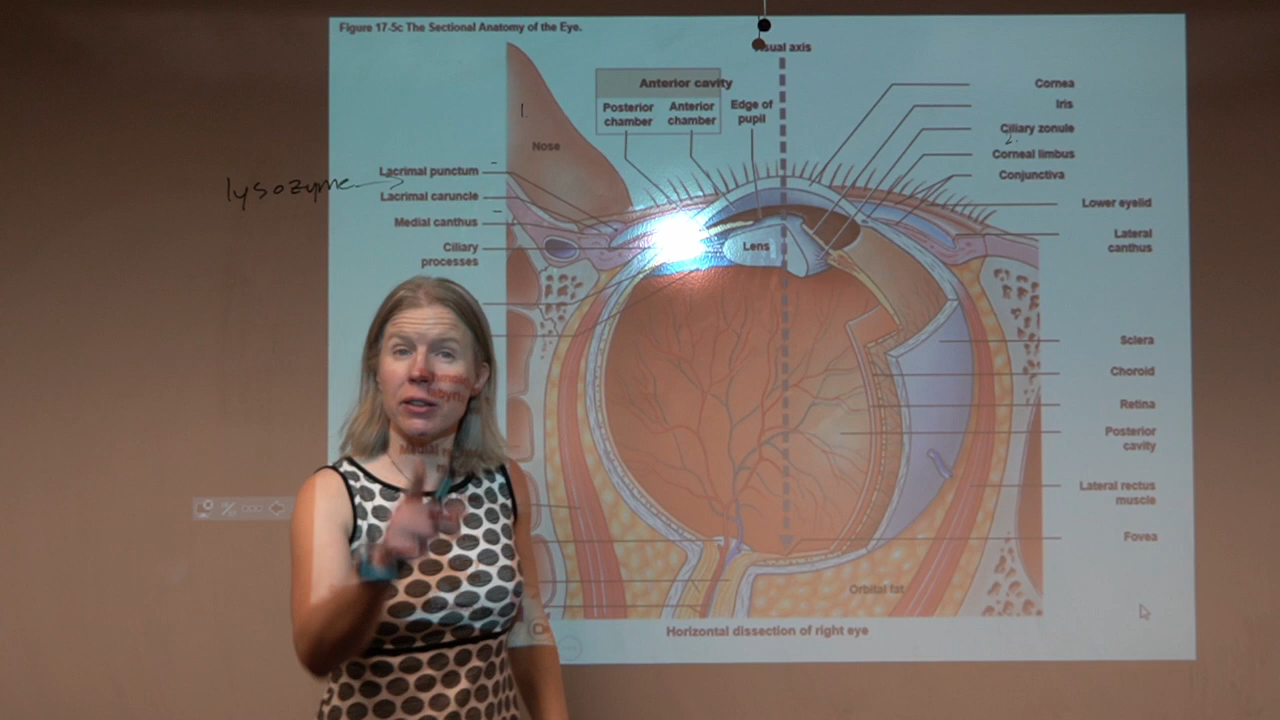 Figure 17-5c The Sectional Anatomy of the Eye.
Visual axis
Anterior cavity
Posterior chamber
Anterior chamber
Edge of pupil
Nose
1.
Lacrimal punctum
lysozyme
Lacrimal caruncle
Medial canthus
Ciliary processes
Lens
Cornea
Iris
Ciliary zonule
2.
Corneal limbus
Conjunctiva
Lower eyelid
Lateral canthus
Sclera
Choroid
Retina
Posterior cavity
Lateral rectus muscle
Fovea
Orbital fat
Horizontal dissection of right eye